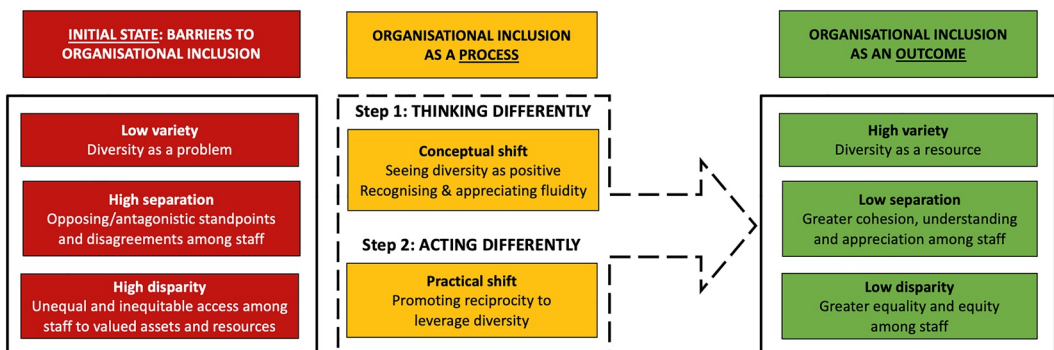 INITIAL STATE: BARRIERS TO
ORGANISATIONAL INCLUSION
Low variety
Diversity as a problem
High separation
Opposing/antagonistic standpoints
and disagreements among staff
High disparity
Unequal and inequitable access among
staff to valued assets and resources
ORGANISATIONAL INCLUSION
AS A PROCESS
Step 1: THINKING DIFFERENTLY
Conceptual shift
Seeing diversity as positive
Recognising & appreciating fluidity
Step 2: ACTING DIFFERENTLY
Practical shift
Promoting reciprocity to
leverage diversity
ORGANISATIONAL INCLUSION
AS AN OUTCOME
High variety
Diversity as a resource
Low separation
Greater cohesion, understanding
and appreciation among staff
Low disparity
Greater equality and equity
among staff